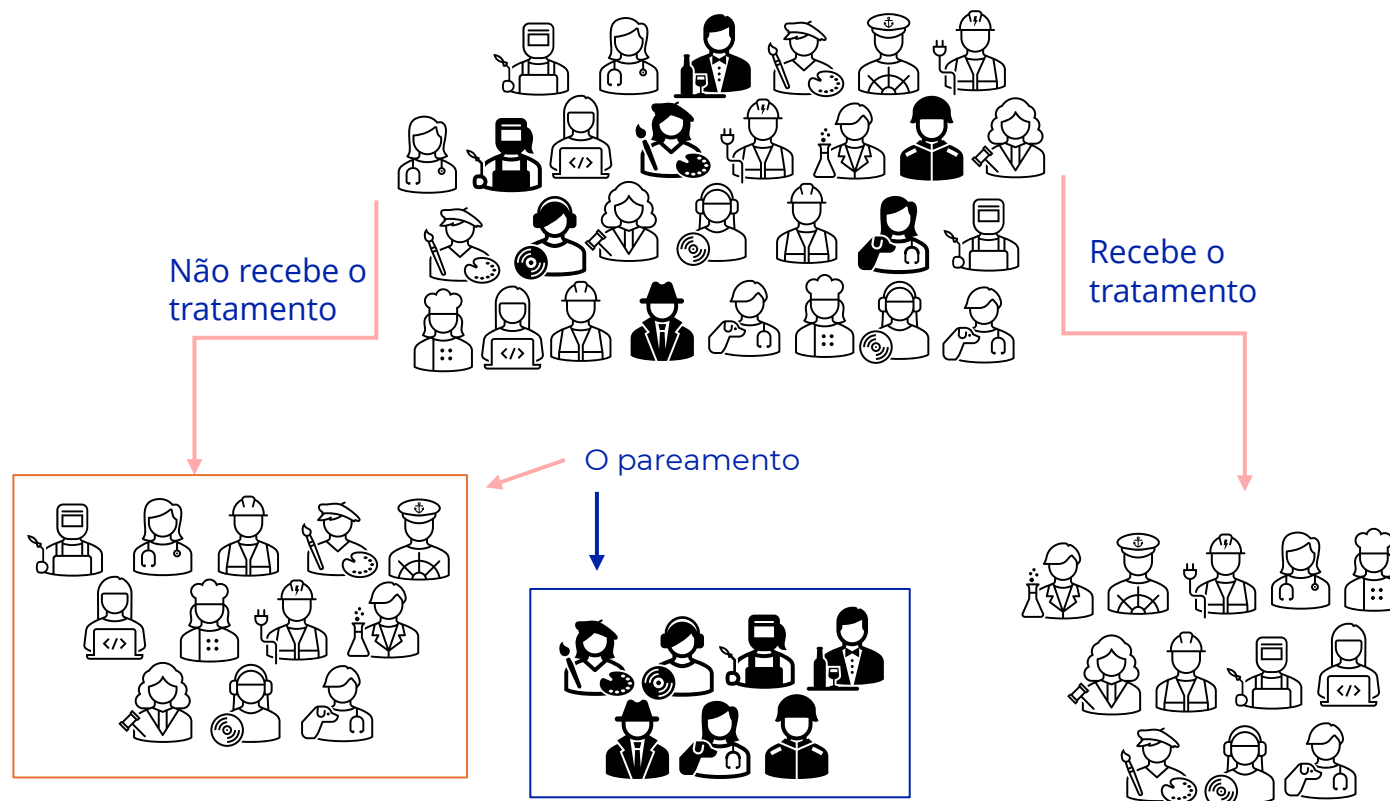 Não recebe o
tratamento
Recebe o
tratamento
O pareamento
</>
</>
</>
</>